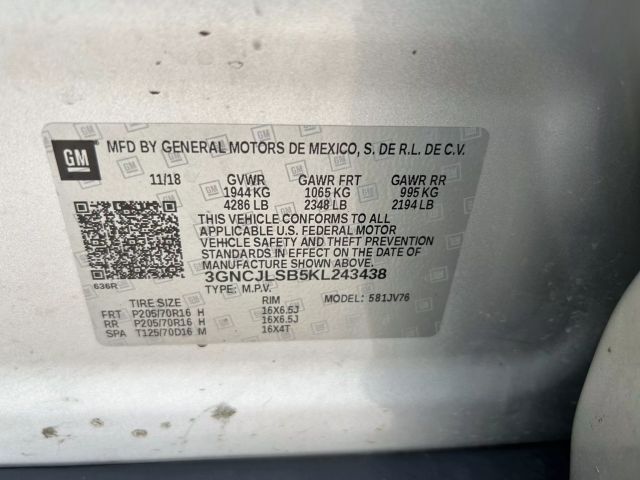 GM
MFD BY GENERAL MOTORS DE MEXICO, S. DE R.L. DE C.V.
11/18 GVWR GAWR FRT GAWR RR
1944 KG 1065 KG 995 KG
4286 LB 2348 LB 2194 LB
THIS VEHICLE CONFORMS TO ALL
APPLICABLE U.S. FEDERAL MOTOR
VEHICLE SAFETY AND THEFT PREVENTION
STANDARDS IN EFFECT ON THE DATE OF
MANUFACTURE SHOWN ABOVE.
3GNCJLSB5KL243438
636R TYPE: M.P.V. MODEL: 581JV76
TIRE SIZE RIM
FRT P205/70R16 H 16X6.5J
RR P205/70R16 H 16X6.5J
SPA T125/70D16 M 16X4T